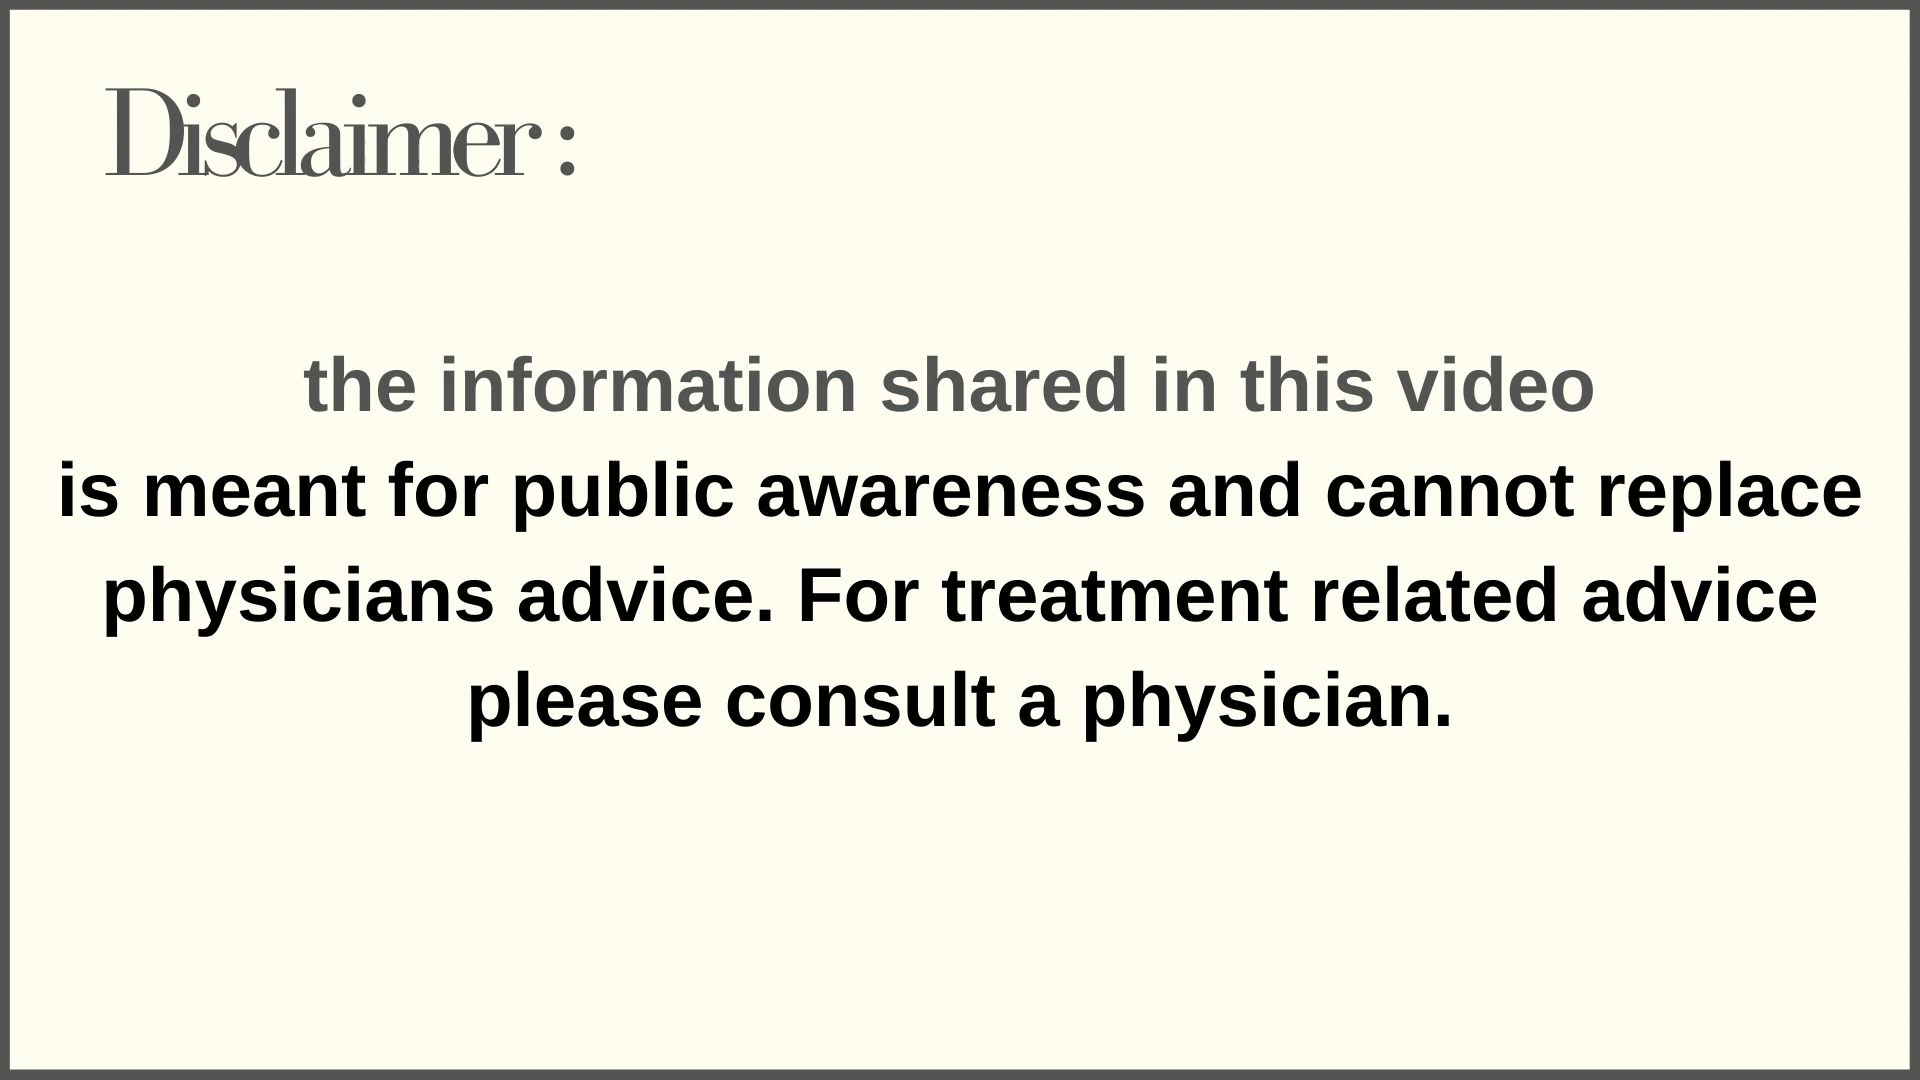 Disclaimer :
the information shared in this video
is meant for public awareness and cannot replace
physicians advice. For treatment related advice
please consult a physician.